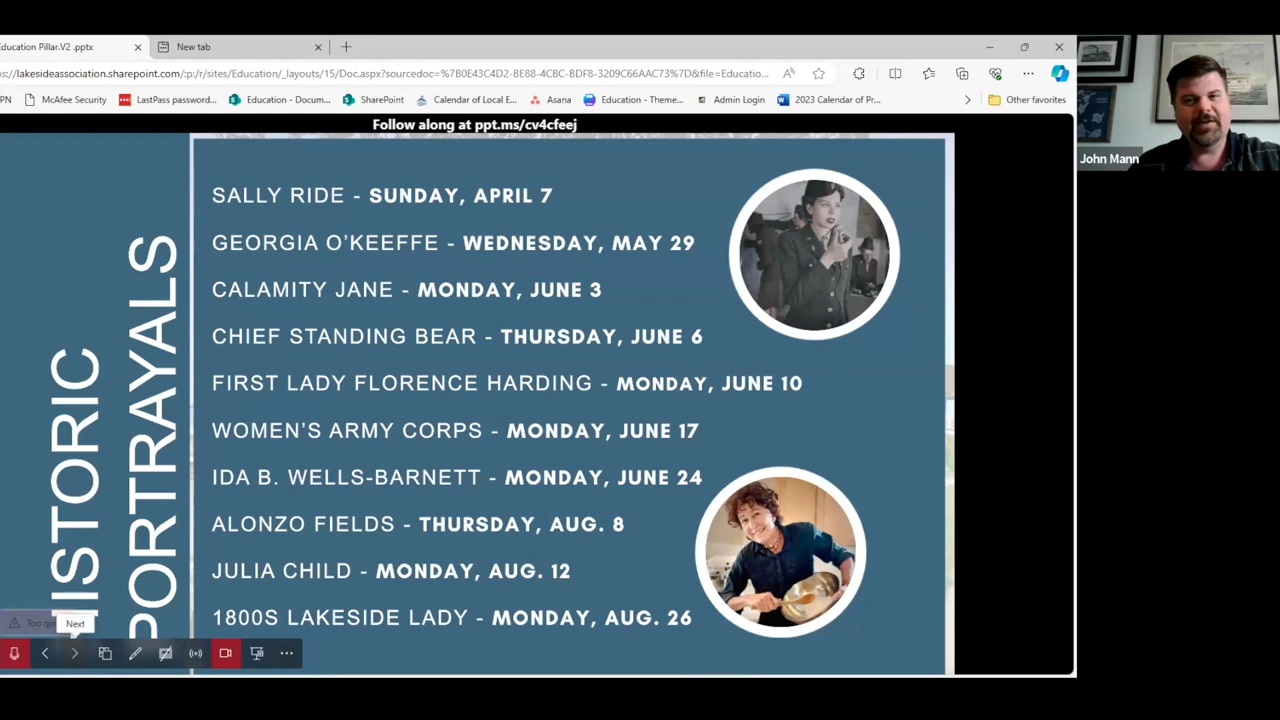 ducation Pillar.V2 .pptx
New tab
s://lakesideassociation.sharepoint.com/:p:/r/sites/Education/_layouts/15/Doc.aspx?sourcedoc=%7B0E43C4D2-8E88-4CBC-BDF8-3209C66AAC73%7D&file=Educatio...
PN McAfee Security LastPass password... Education - Docum... SharePoint Calendar of Local E... Asana Education - Theme... Admin Login 2023 Calendar of Pr... Other favorites
Follow along at ppt.ms/cv4cfeej
John Mann
HISTORIC
PORTRAYALS
SALLY RIDE - SUNDAY, APRIL 7
GEORGIA O'KEEFFE - WEDNESDAY, MAY 29
CALAMITY JANE - MONDAY, JUNE 3
CHIEF STANDING BEAR - THURSDAY, JUNE 6
FIRST LADY FLORENCE HARDING - MONDAY, JUNE 10
WOMEN'S ARMY CORPS - MONDAY, JUNE 17
IDA B. WELLS-BARNETT - MONDAY, JUNE 24
ALONZO FIELDS - THURSDAY, AUG. 8
JULIA CHILD - MONDAY, AUG. 12
1800S LAKESIDE LADY - MONDAY, AUG. 26
Too
Next